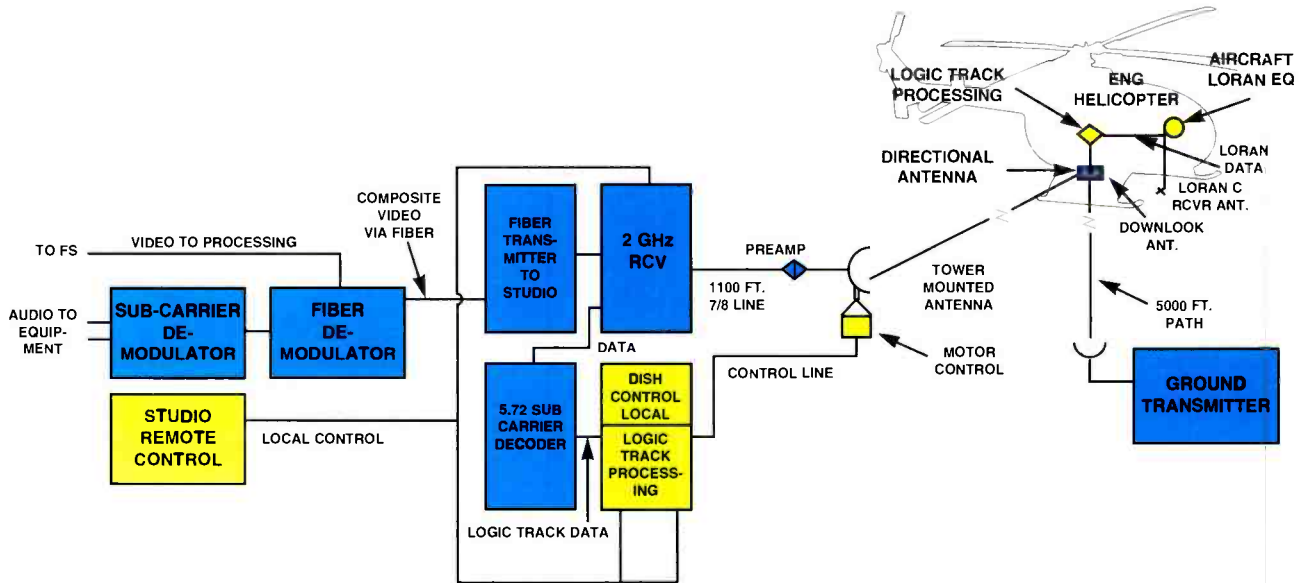 LOGIC TRACK
PROCESSING
ENG
HELICOPTER
AIRCRAFT
LORAN EQ
DIRECTIONAL
ANTENNA
LORAN
DATA
LORAN C
RCVR ANT.
DOWNLOOK
ANT.
COMPOSITE
VIDEO
VIA FIBER
FIBER
TRANS-
MITTER
TO
STUDIO
2 GHz
RCV
PREAMP
1100 FT.
7/8 LINE
TOWER
MOUNTED
ANTENNA
5000 FT.
PATH
TO FS
VIDEO TO PROCESSING
AUDIO TO
EQUIP-
MENT
SUB-CARRIER
DE-
MODULATOR
FIBER
DE-
MODULATOR
DATA
MOTOR
CONTROL
GROUND
TRANSMITTER
STUDIO
REMOTE
CONTROL
LOCAL CONTROL
5.72 SUB
CARRIER
DECODER
DISH
CONTROL
LOCAL
LOGIC
TRACK
PROCESS-
ING
CONTROL LINE
LOGIC TRACK DATA